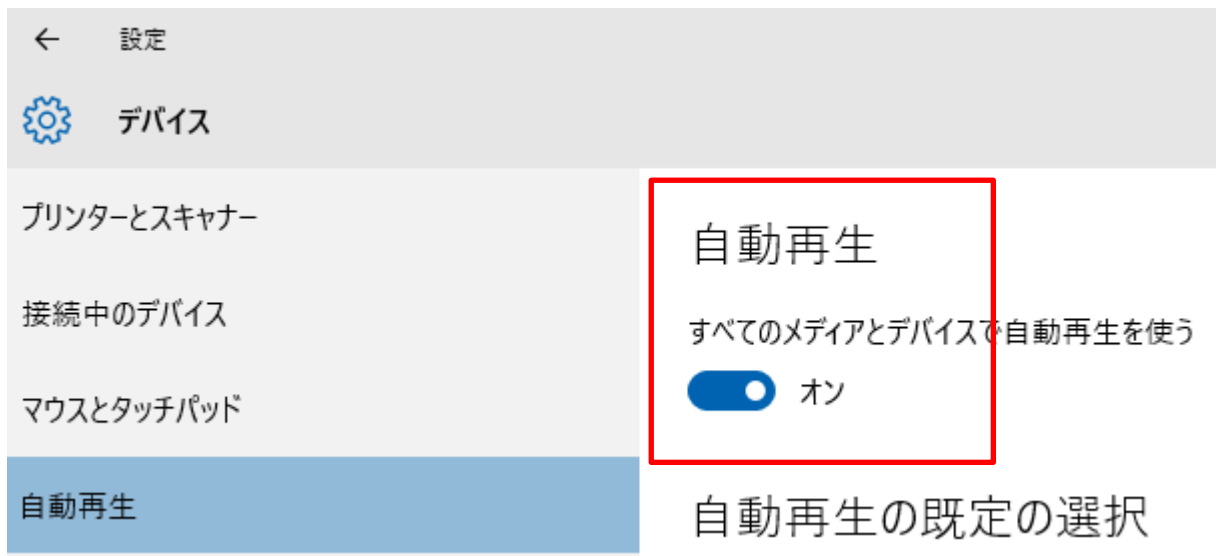 設定
デバイス
プリンターとスキャナー
接続中のデバイス
マウスとタッチパッド
自動再生
自動再生
すべてのメディアとデバイスで自動再生を使う
オン
自動再生の既定の選択